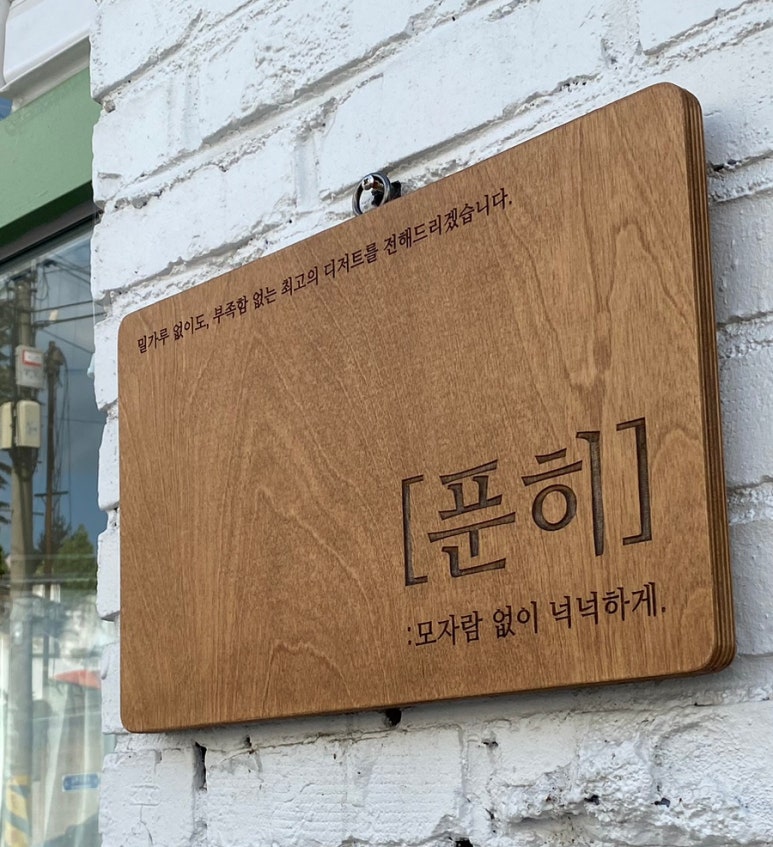 밀가루 없이도, 부족함 없는 최고의 디저트를 전해드리겠습니다.
[푼히]
:모자람 없이 넉넉하게.